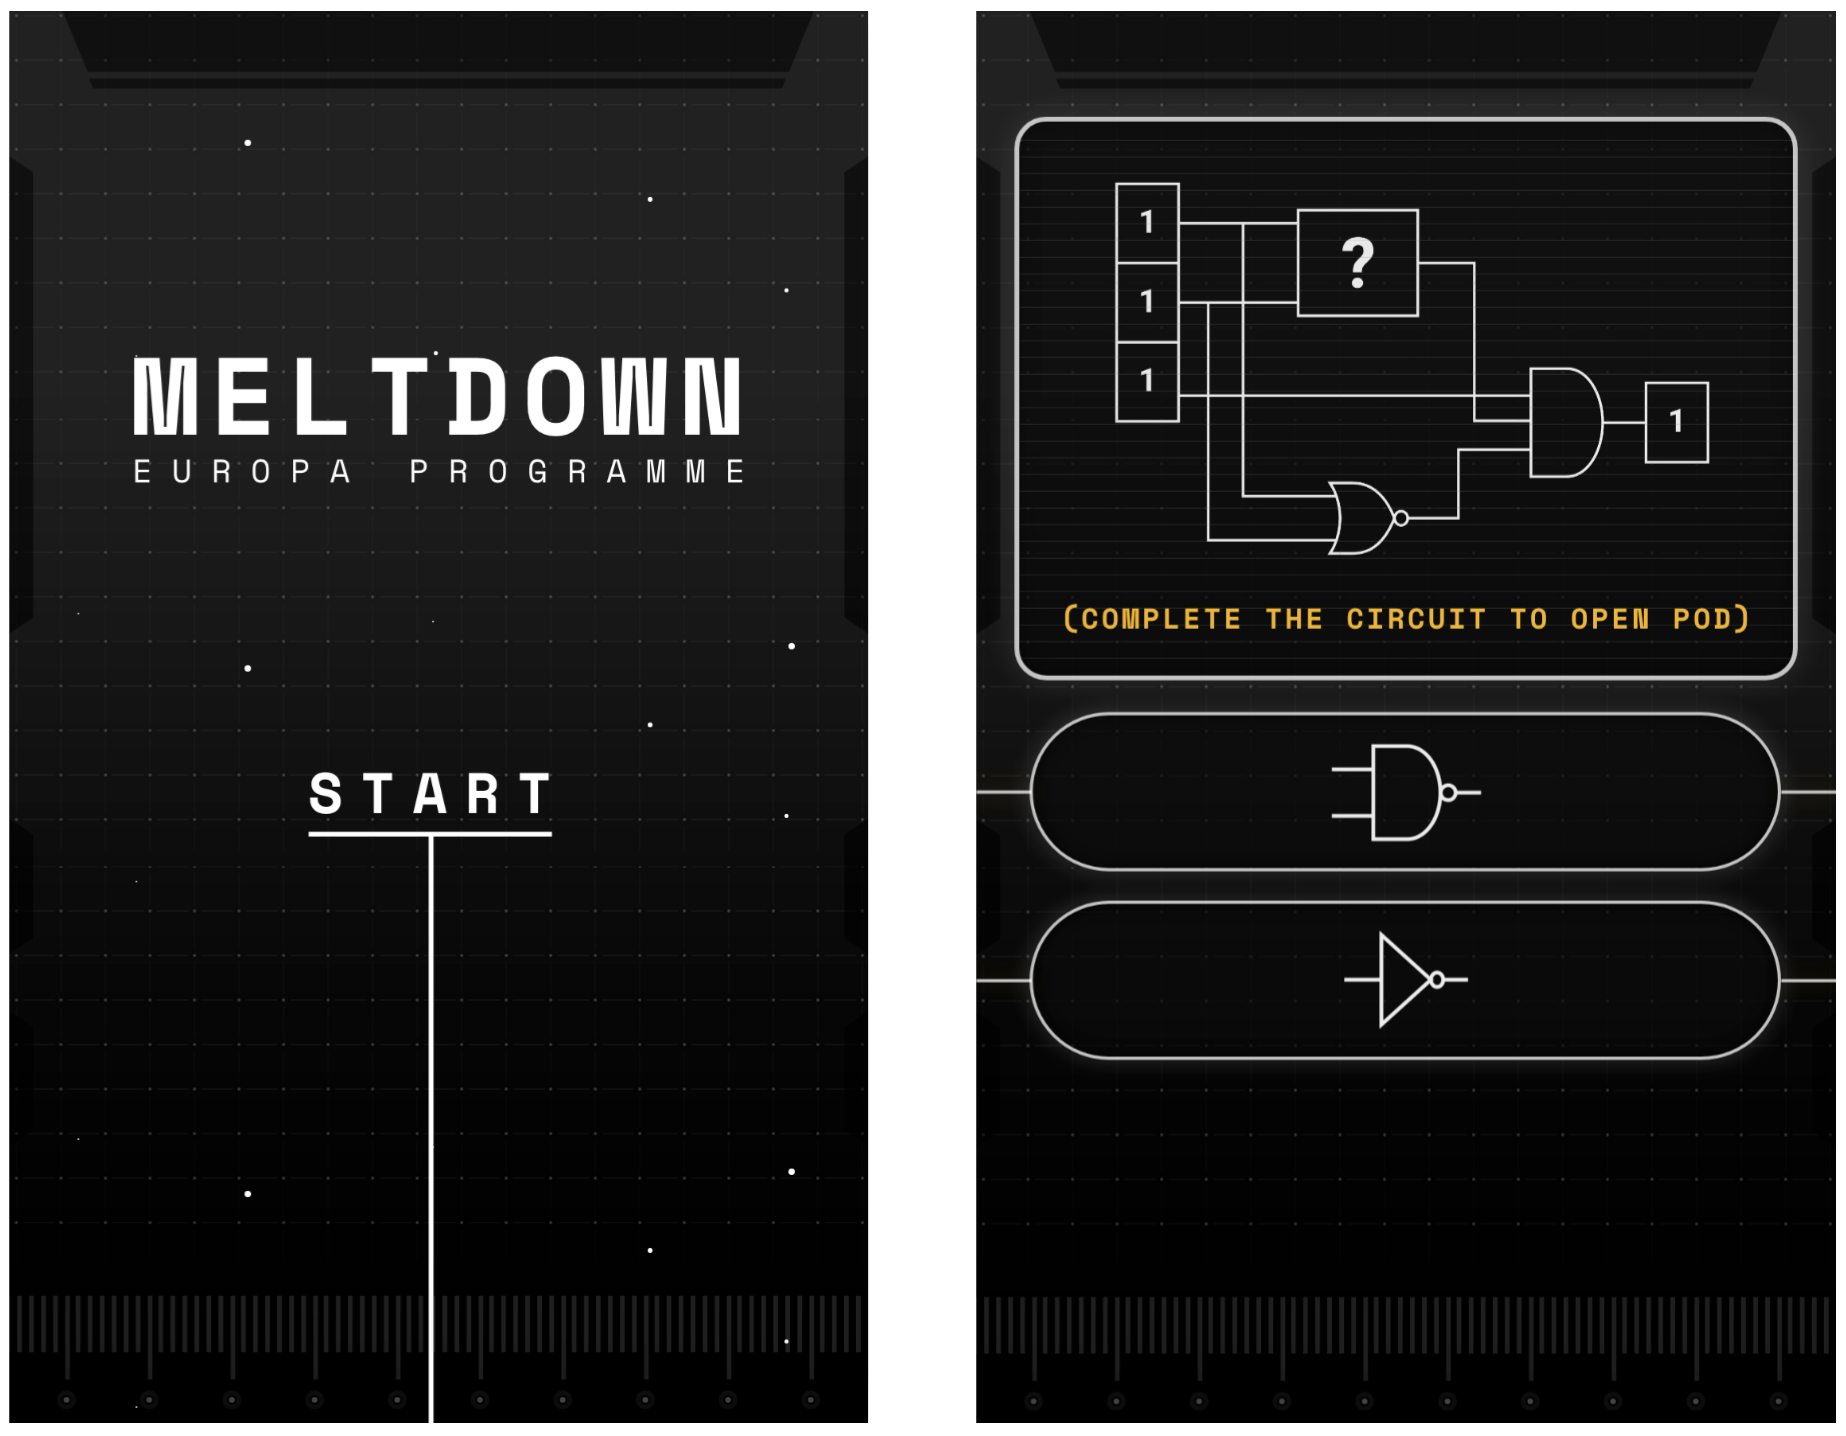 MELTDOWN
EUROPA PROGRAMME
START
1
?
1
1
1
(COMPLETE THE CIRCUIT TO OPEN POD)